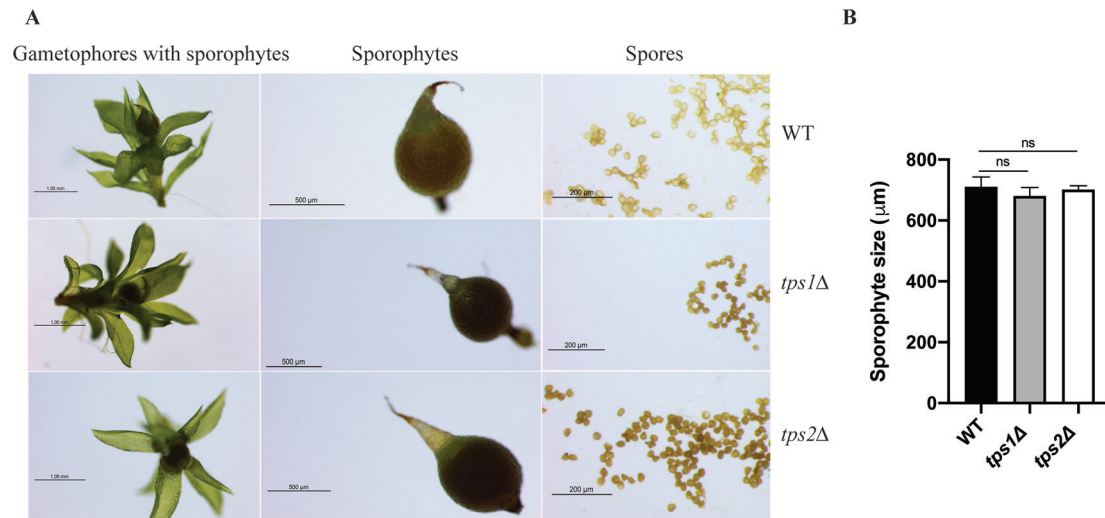 A
B
Gametophores with sporophytes
Sporophytes
Spores
1,00 mm
500 µm
200 µm
WT
1,00 mm
500 µm
200 µm
tps1Δ
1,00 mm
500 µm
200 µm
tps2Δ
ns
ns
800
600
400
200
0
Sporophyte size (µm)
WT
tps1Δ
tps2Δ